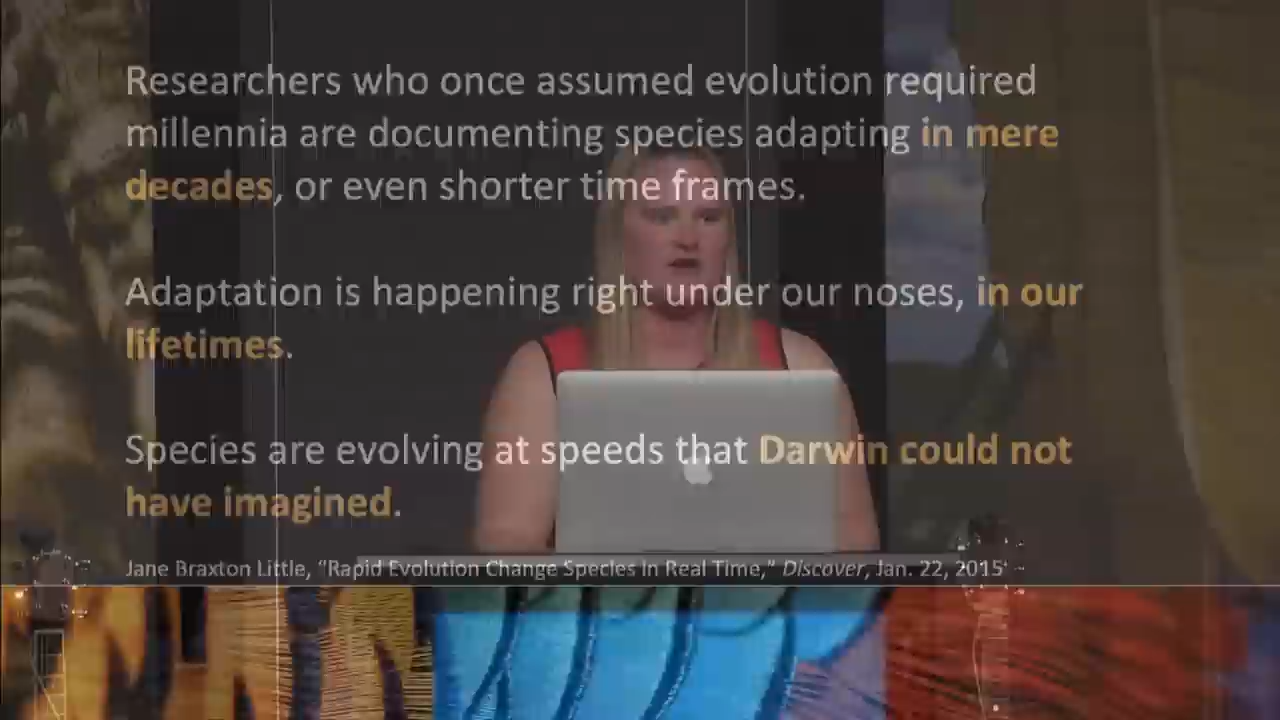 Researchers who once assumed evolution required
millennia are documenting species adapting in mere
decades, or even shorter time frames.
Adaptation is happening right under our noses, in our
lifetimes.
Species are evolving at speeds that Darwin could not
have imagined.
Jane Braxton Little, “Rapid Evolution Change Species in Real Time,” Discover, Jan. 22, 2015